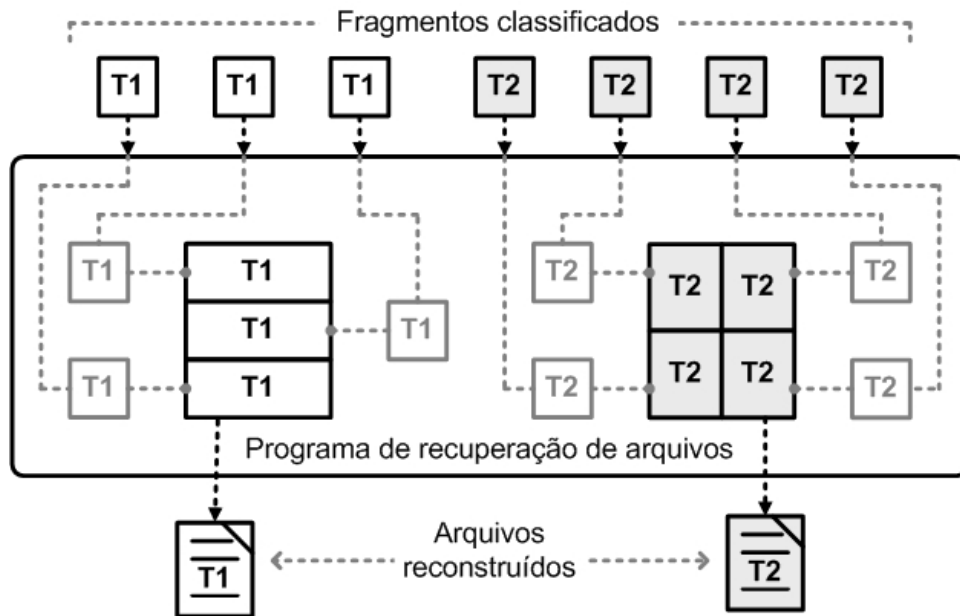 Fragmentos classificados
T1 T1 T1 T2 T2 T2 T2
T1 T1 T2 T2 T2 T2
T1 T1
T1 T1 T2 T2 T2 T2
Programa de recuperação de arquivos
T1 Arquivos reconstruídos T2